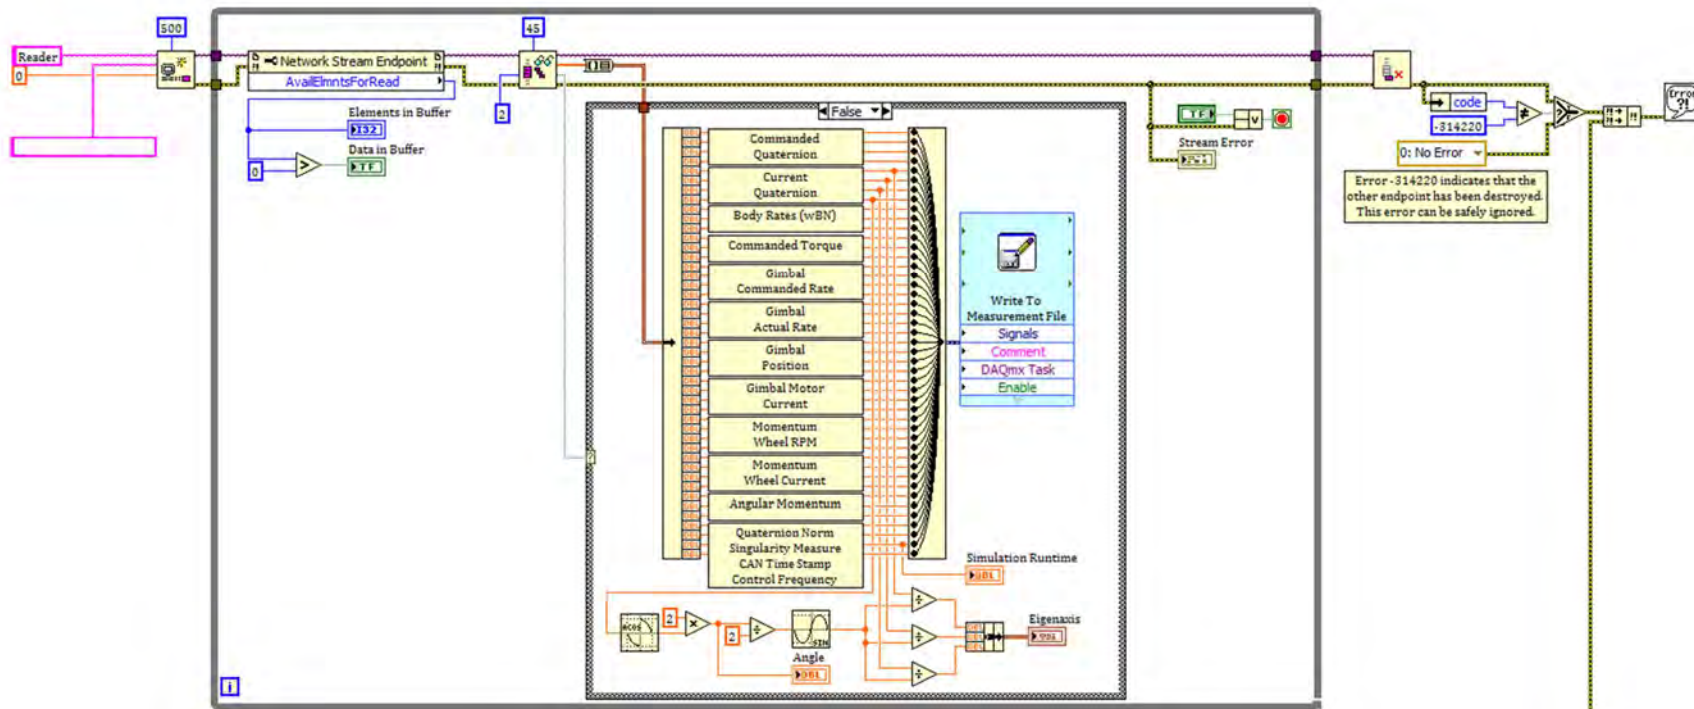 500
45
Reader
0
Network Stream Endpoint
AvailElmntsForRead
2
Elements in Buffer
I32
Data in Buffer
TF
0
>
False
Commanded
Quaternion
Current
Quaternion
Body Rates (wBN)
Commanded Torque
Gimbal
Commanded Rate
Gimbal
Actual Rate
Gimbal
Position
Gimbal Motor
Current
Momentum
Wheel RPM
Momentum
Wheel Current
Angular Momentum
Quaternion Norm
Singularity Measure
CAN Time Stamp
Control Frequency
Write To
Measurement File
Signals
Comment
DAQmx Task
Enable
Simulation Runtime
DBL
Eigenaxis
ACOS
2
×
2
÷
SIN
÷
÷
÷
Angle
DBL
i
TF
V
Stream Error
code
-314220
≠
0: No Error
Error -314220 indicates that the
other endpoint has been destroyed.
This error can be safely ignored.
Error
?!